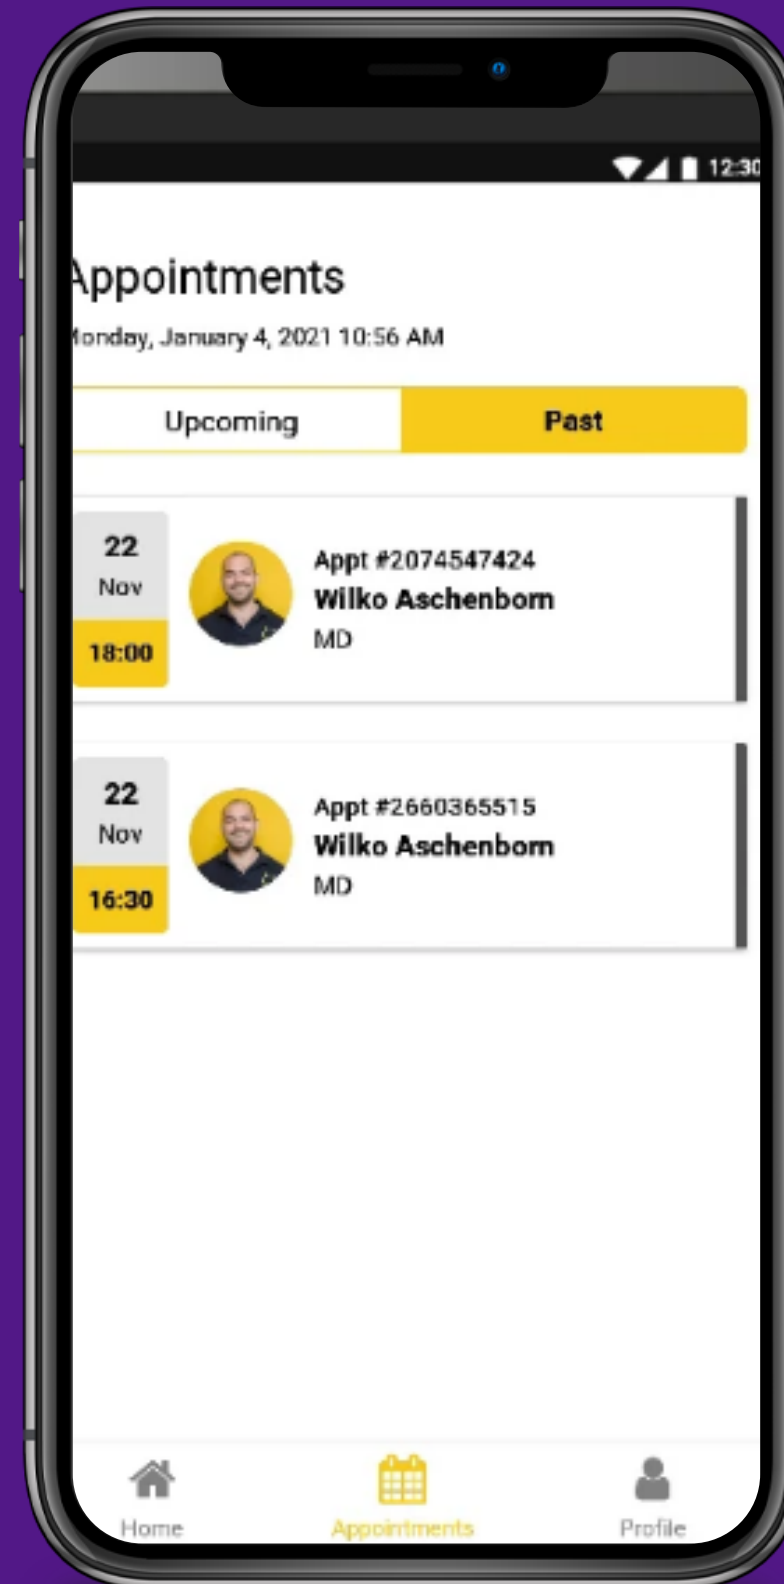 12:30
Appointments
Monday, January 4, 2021 10:56 AM
Upcoming
Past
22
Nov
18:00
Appt #2074547424
Wilko Aschenborn
MD
22
Nov
16:30
Appt #2660365515
Wilko Aschenborn
MD
Home
Appointments
Profile